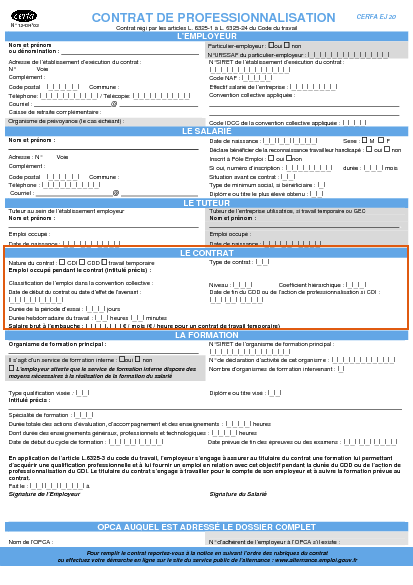 cerfa
N° 12434*02
CONTRAT DE PROFESSIONNALISATION
CERFA EJ 20
Contrat régi par les articles L. 6325-1 à L. 6325-24 du Code du travail
L'EMPLOYEUR
Nom et prénom
ou dénomination :
Particulier-employeur : oui non
N°URSSAF du particulier-employeur :
Adresse de l'établissement d'exécution du contrat :
N° Voie
Complément :
Code postal : Commune :
Téléphone : Télécopie :
Courriel : @
Caisse de retraite complémentaire :
Organisme de prévoyance (le cas échéant) :
N°SIRET de l'établissement d'exécution du contrat :
Code NAF :
Effectif salarié de l'entreprise :
Convention collective appliquée :
Code IDCC de la convention collective appliquée :
LE SALARIÉ
Nom et prénom :
Adresse : N° Voie
Complément :
Code postal : Commune :
Téléphone :
Courriel : @
Date de naissance : Sexe : M F
Déclare bénéficier de la reconnaissance travailleur handicapé : oui non
Inscrit à Pôle Emploi : oui non
Si oui, numéro d'inscription : durée : mois
Situation avant ce contrat :
Type de minimum social, si bénéficiaire :
Diplôme ou titre le plus élevé obtenu :
LE TUTEUR
Tuteur au sein de l'établissement employeur
Nom et prénom :
Emploi occupé :
Date de naissance :
Tuteur de l'entreprise utilisatrice, si travail temporaire ou GEC
Nom et prénom :
Emploi occupé :
Date de naissance :
LE CONTRAT
Nature du contrat : CDI CDD travail temporaire
Type de contrat :
Emploi occupé pendant le contrat (intitulé précis) :
Classification de l'emploi dans la convention collective :
Niveau : Coefficient hiérarchique :
Date de début du contrat ou date d'effet de l'avenant :
Date de fin du CDD ou de l'action de professionnalisation si CDI :
Durée de la période d'essai : jours
Durée hebdomadaire du travail : heures minutes
Salaire brut à l'embauche : € / mois (€ / heure pour un contrat de travail temporaire)
LA FORMATION
Organisme de formation principal :
N°SIRET de l'organisme de formation principal :
Il s'agit d'un service de formation interne : oui non
L'employeur atteste que le service de formation interne dispose des
moyens nécessaires à la réalisation de la formation du salarié
N° de déclaration d'activité de cet organisme :
Nombre d'organismes de formation intervenant :
Type qualification visée :
Diplôme ou titre visé :
Intitulé précis :
Spécialité de formation :
Durée totale des actions d'évaluation, d'accompagnement et des enseignements : heures
Dont durée des enseignements généraux, professionnels et technologiques : heures
Date de début du cycle de formation :
Date prévue de fin des épreuves ou des examens :
En application de l'article L.6325-3 du code du travail, l'employeur s'engage à assurer au titulaire du contrat une formation lui permettant
d'acquérir une qualification professionnelle et à lui fournir un emploi en relation avec cet objectif pendant la durée du CDD ou de l'action de
professionnalisation du CDI. Le titulaire du contrat s'engage à travailler pour le compte de son employeur et à suivre la formation prévue au
contrat.
Fait le : à
Signature de l'Employeur
Signature du Salarié
OPCA AUQUEL EST ADRESSÉ LE DOSSIER COMPLET
Nom de l'OPCA :
N° d'adhérent de l'employeur à l'OPCA s'il existe :
Pour remplir le contrat reportez-vous à la notice en suivant l'ordre des rubriques du contrat
ou effectuez votre démarche en ligne sur le site du service public de l'alternance : www.alternance.emploi.gouv.fr